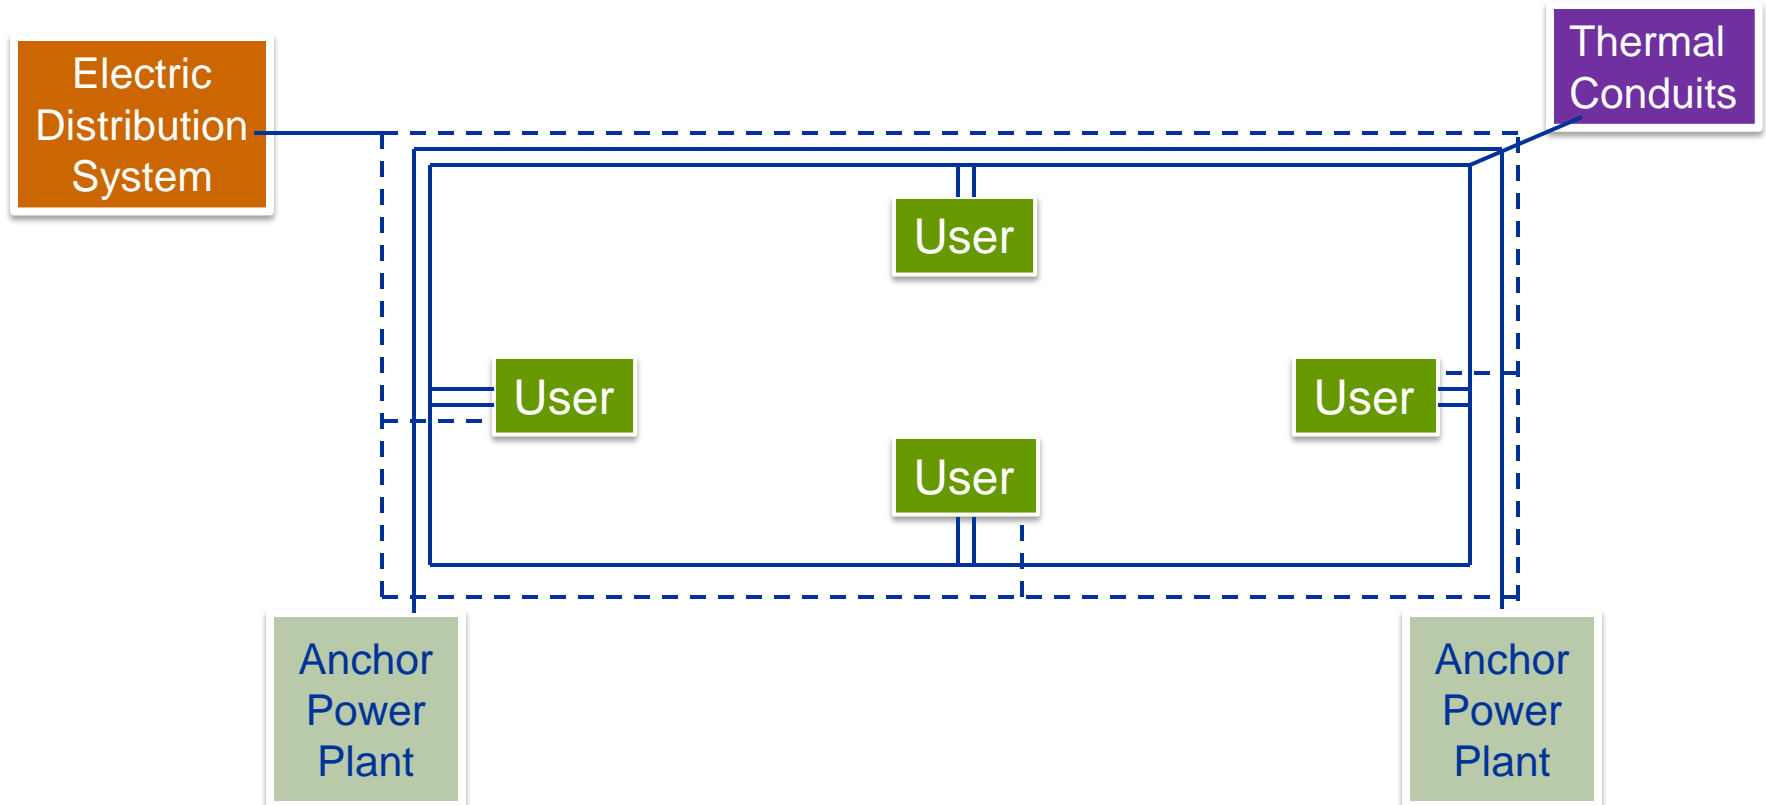 Electric
Distribution
System
Thermal
Conduits
User
User
User
User
Anchor
Power
Plant
Anchor
Power
Plant